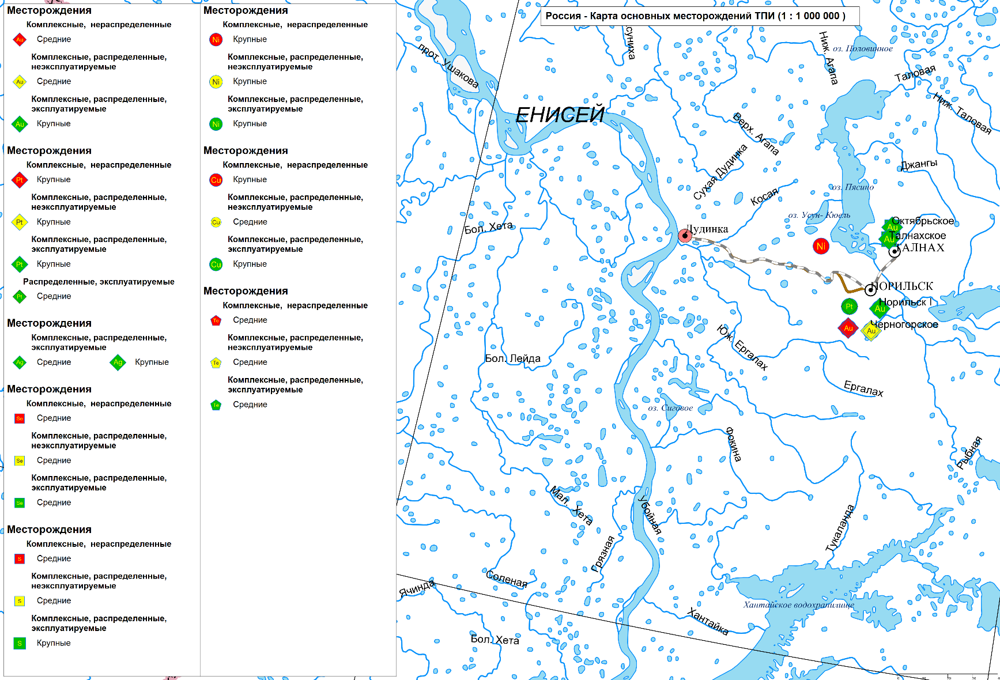 Месторождения
Комплексные, нераспределенные
Au Средние
Комплексные, распределенные,
неэксплуатируемые
Au Средние
Комплексные, распределенные,
эксплуатируемые
Au Крупные
Месторождения
Комплексные, нераспределенные
Pt Крупные
Комплексные, распределенные,
неэксплуатируемые
Pt Крупные
Комплексные, распределенные,
эксплуатируемые
Pt Крупные
Распределенные, эксплуатируемые
Pt Средние
Месторождения
Комплексные, распределенные,
эксплуатируемые
Ag Средние Ag Крупные
Месторождения
Комплексные, нераспределенные
Se Средние
Комплексные, распределенные,
неэксплуатируемые
Se Средние
Комплексные, распределенные,
эксплуатируемые
Se Средние
Месторождения
Комплексные, нераспределенные
S Средние
Комплексные, распределенные,
неэксплуатируемые
S Средние
Комплексные, распределенные,
эксплуатируемые
S Крупные
Месторождения
Комплексные, нераспределенные
Ni Крупные
Комплексные, распределенные,
неэксплуатируемые
Ni Крупные
Комплексные, распределенные,
эксплуатируемые
Ni Крупные
Месторождения
Комплексные, нераспределенные
Cu Крупные
Комплексные, распределенные,
неэксплуатируемые
Cu Средние
Комплексные, распределенные,
эксплуатируемые
Cu Крупные
Месторождения
Комплексные, нераспределенные
Te Средние
Комплексные, распределенные,
неэксплуатируемые
Te Средние
Комплексные, распределенные,
эксплуатируемые
Te Средние
Россия - Карта основных месторождений ТПИ (1 : 1 000 000 )
суниха
Ниж. Агапа
оз. Половинное
прот. Ушакова
Таловая
Ниж. Таловая
ЕНИСЕЙ
Верх. Агапа
Сухая Дудинка
Джангы
оз. Пясино
Косая
оз. Усун- Кюель
Бол. Хета
Дудинка
Октябрьское
Au
Талнахское
Au
Ni
ТАЛНАХ
НОРИЛЬСК
Норильск I
Pt
Au
Черногорское
Au
Au
Юж. Ергалах
Бол. Лейда
Ергалах
оз. Сиговое
Фокина
Рыбная
Мал. Хета
Убойная
Тукаланда
Грязная
Соленая
Ячинда
Хантайское водохранилище
Хантайка
Бол. Хета